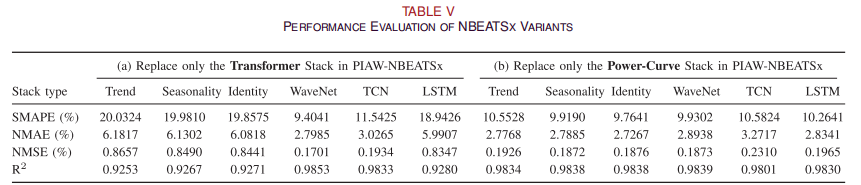 TABLE V
PERFORMANCE EVALUATION OF NBEATSX VARIANTS
(a) Replace only the Transformer Stack in PIAW-NBEATSx (b) Replace only the Power-Curve Stack in PIAW-NBEATSx
Stack type Trend Seasonality Identity WaveNet TCN LSTM Trend Seasonality Identity WaveNet TCN LSTM
SMAPE (%) 20.0324 19.9810 19.8575 9.4041 11.5425 18.9426 10.5528 9.9190 9.7641 9.9302 10.5824 10.2641
NMAE (%) 6.1817 6.1302 6.0818 2.7985 3.0265 5.9907 2.7768 2.7885 2.7267 2.8938 3.2717 2.8341
NMSE (%) 0.8657 0.8490 0.8441 0.1701 0.1934 0.8347 0.1926 0.1872 0.1876 0.1873 0.2310 0.1965
R² 0.9253 0.9267 0.9271 0.9853 0.9833 0.9280 0.9834 0.9838 0.9838 0.9839 0.9801 0.9830